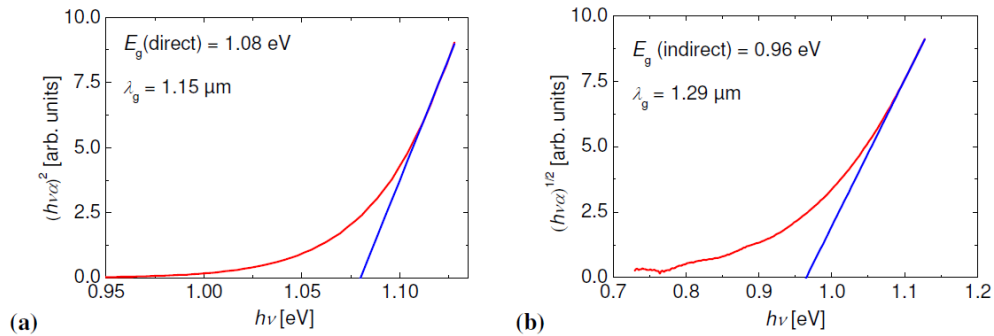 10.0
7.5
5.0
2.5
0.0
(hνα)² [arb. units]
E_g(direct) = 1.08 eV
λ_g = 1.15 µm
0.95 1.00 1.05 1.10
hν [eV]
(a)
10.0
7.5
5.0
2.5
0.0
(hνα)^1/2 [arb. units]
E_g (indirect) = 0.96 eV
λ_g = 1.29 µm
0.7 0.8 0.9 1.0 1.1 1.2
hν [eV]
(b)